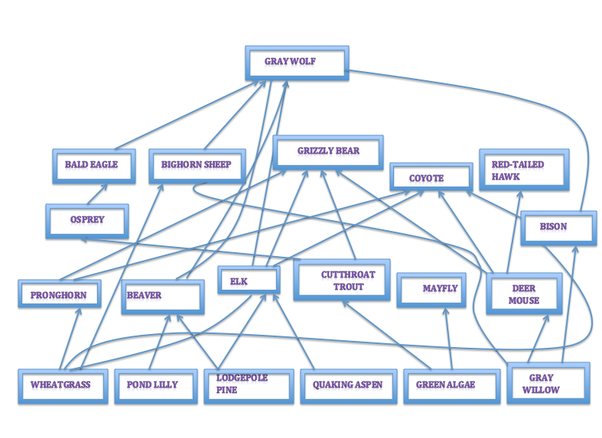 GRAY WOLF
GRIZZLY BEAR
BALD EAGLE
BIGHORN SHEEP
COYOTE
RED-TAILED
HAWK
OSPREY
BISON
PRONGHORN
BEAVER
ELK
CUTTHROAT
TROUT
MAYFLY
DEER
MOUSE
WHEATGRASS
POND LILLY
LODGEPOLE
PINE
QUAKING ASPEN
GREEN ALGAE
GRAY
WILLOW